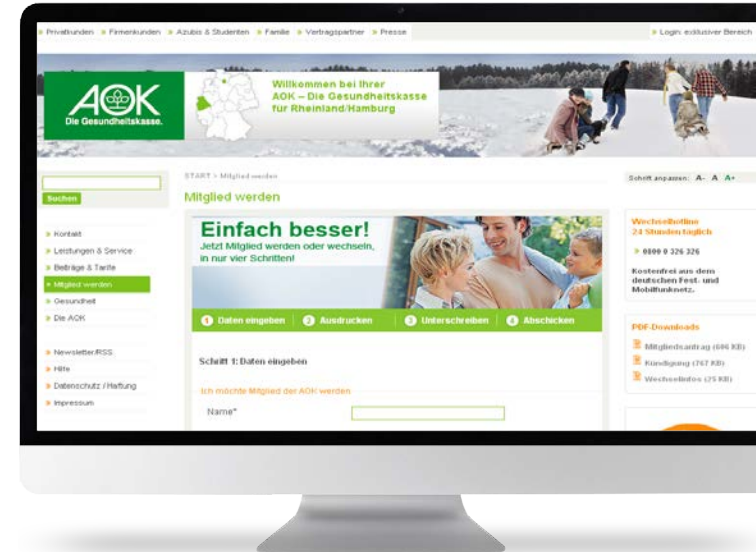 » Privatkunden » Firmenkunden » Azubis & Studenten » Familie » Vertragspartner » Presse
» Login: exklusiver Bereich
AOK
Die Gesundheitskasse.
Willkommen bei Ihrer
AOK – Die Gesundheitskasse
für Rheinland/Hamburg
START > Mitglied werden
Schrift anpassen: A- A A+
Suchen
Mitglied werden
» Kontakt
» Leistungen & Service
» Beiträge & Tarife
» Mitglied werden
» Gesundheit
» Die AOK
» Newsletter/RSS
» Hilfe
» Datenschutz / Haftung
» Impressum
Einfach besser!
Jetzt Mitglied werden oder wechseln,
in nur vier Schritten!
1 Daten eingeben 2 Ausdrucken 3 Unterschreiben 4 Abschicken
Schritt 1: Daten eingeben
Ich möchte Mitglied der AOK werden
Name*
Wechselhotline
24 Stunden täglich
» 0800 0 326 326
Kostenfrei aus dem
deutschen Fest- und
Mobilfunknetz.
PDF-Downloads
Mitgliedsantrag (606 KB)
Kündigung (767 KB)
Wechselinfos (25 KB)